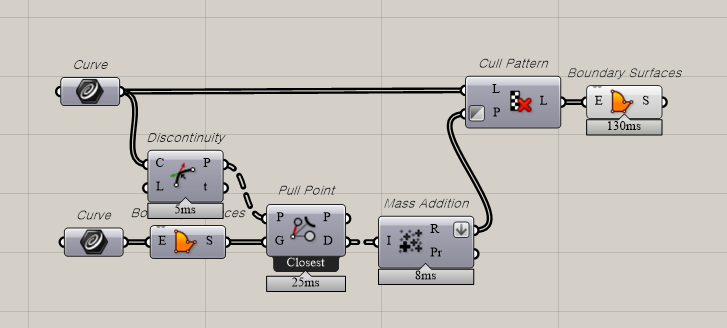 Curve
Cull Pattern
L
P
L
Boundary Surfaces
E S
130ms
Discontinuity
C P
L t
5ms
Curve
Bo ces
E S
Pull Point
P P
G D
Closest
25ms
Mass Addition
I
R
Pr
8ms